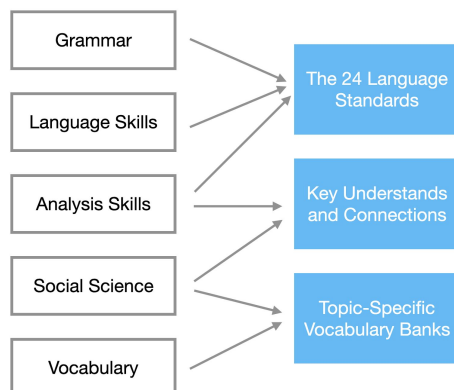 Grammar
Language Skills
Analysis Skills
Social Science
Vocabulary
The 24 Language
Standards
Key Understands
and Connections
Topic-Specific
Vocabulary Banks